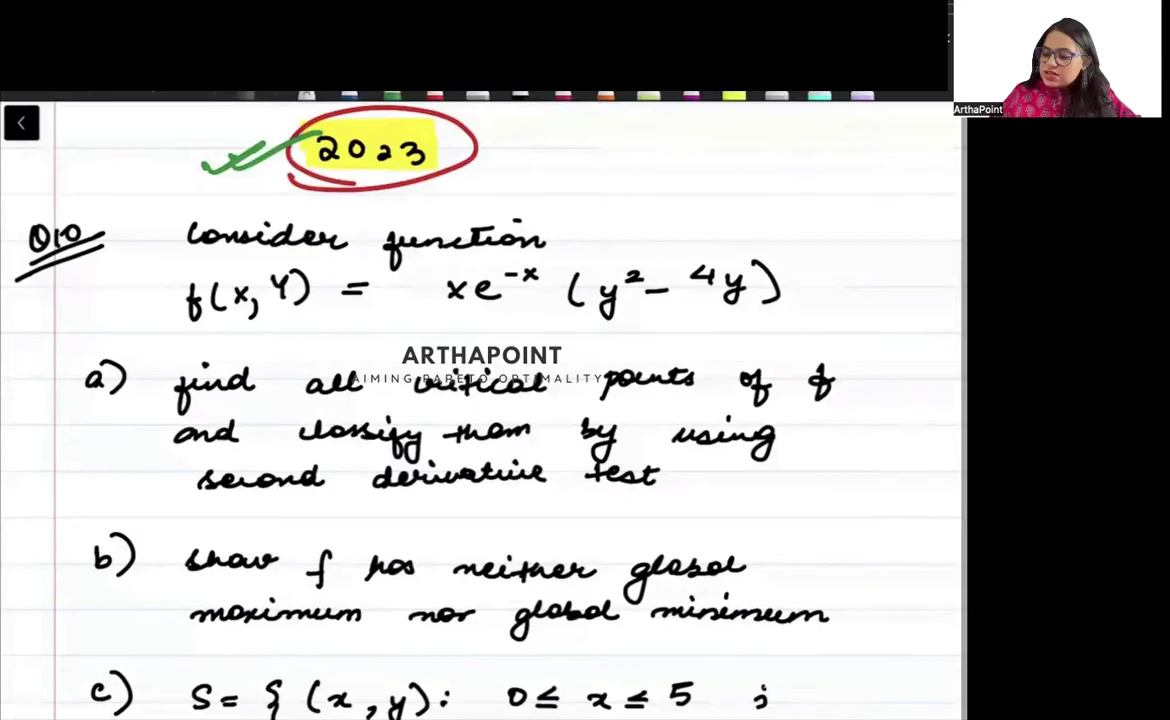 ArthaPoint
2023
Q10 Consider function
f(x, y) = xe^-x (y² - 4y)
ARTHAPOINT
AIMING PARETO OPTIMALITY
a) find all critical points of f
and classify them by using
second derivative test
b) show f has neither global
maximum nor global minimum
c) S = { (x, y): 0 ≤ x ≤ 5 ;